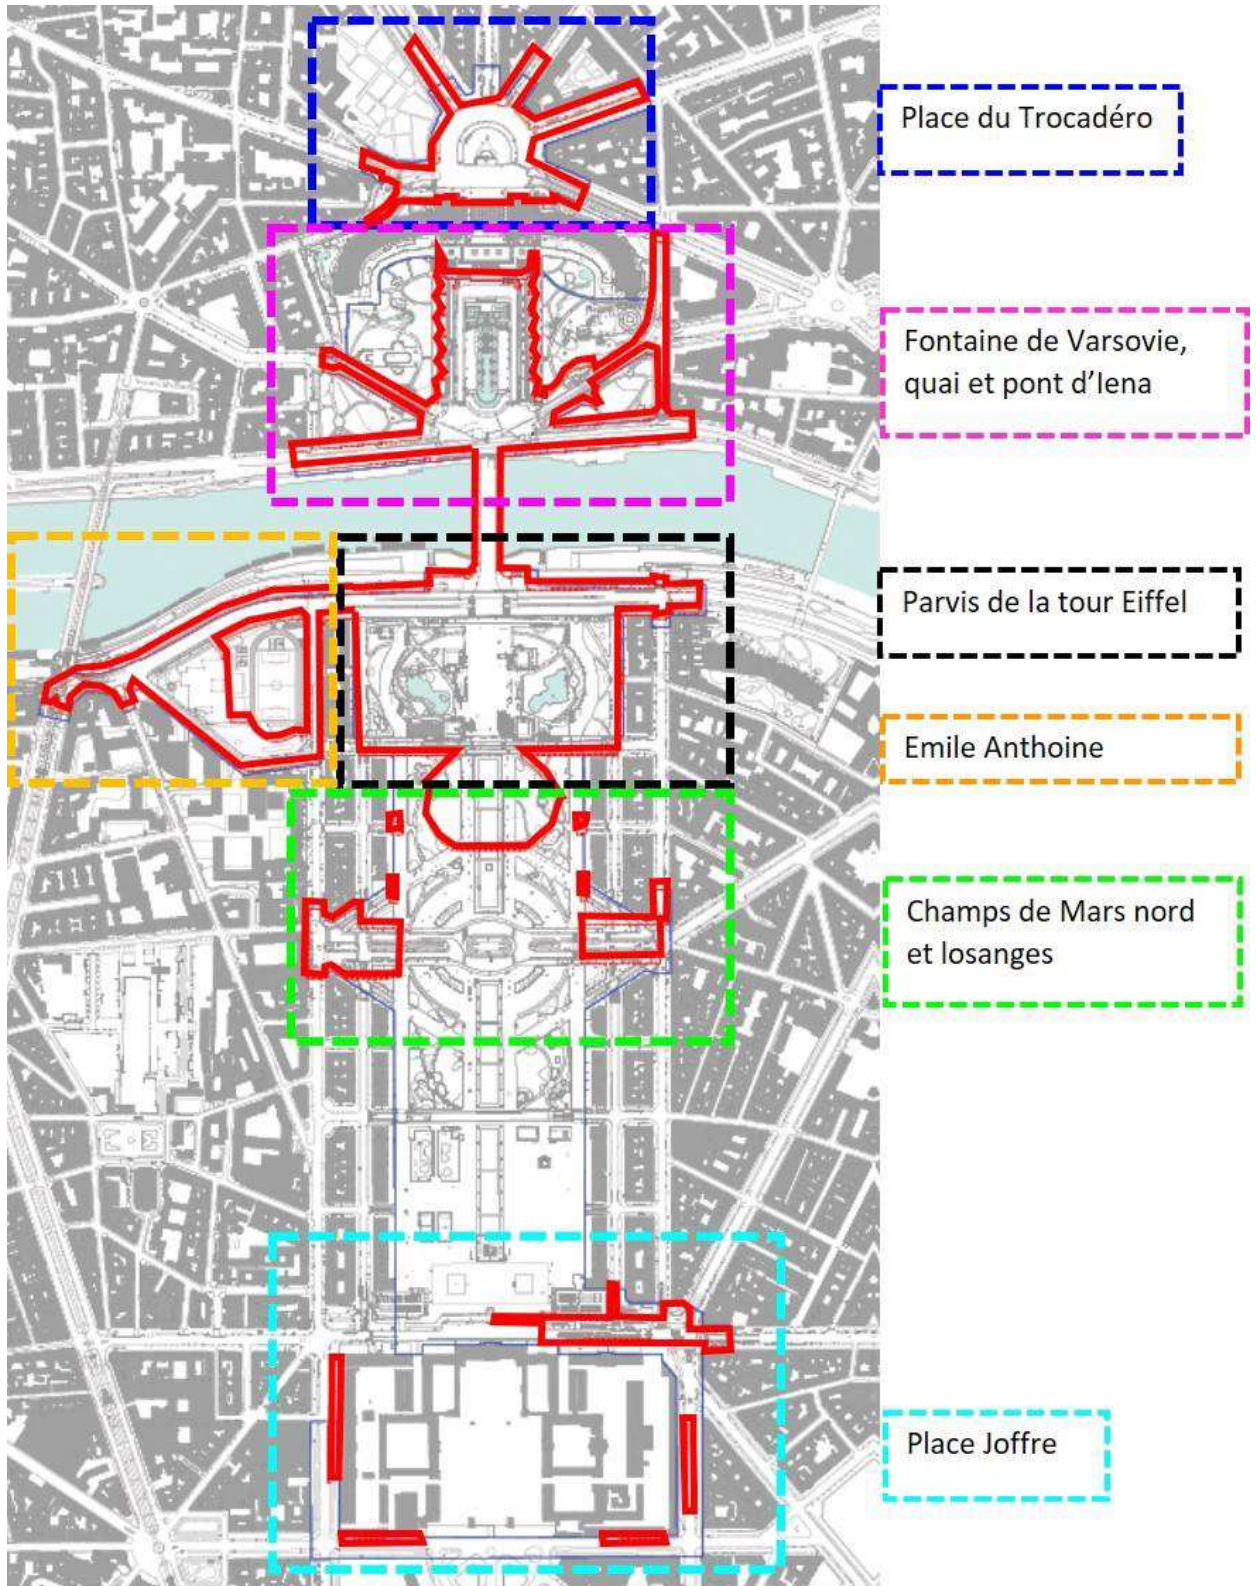 Place du Trocadéro
Fontaine de Varsovie,
quai et pont d’Iena
Parvis de la tour Eiffel
Emile Anthoine
Champs de Mars nord
et losanges
Place Joffre